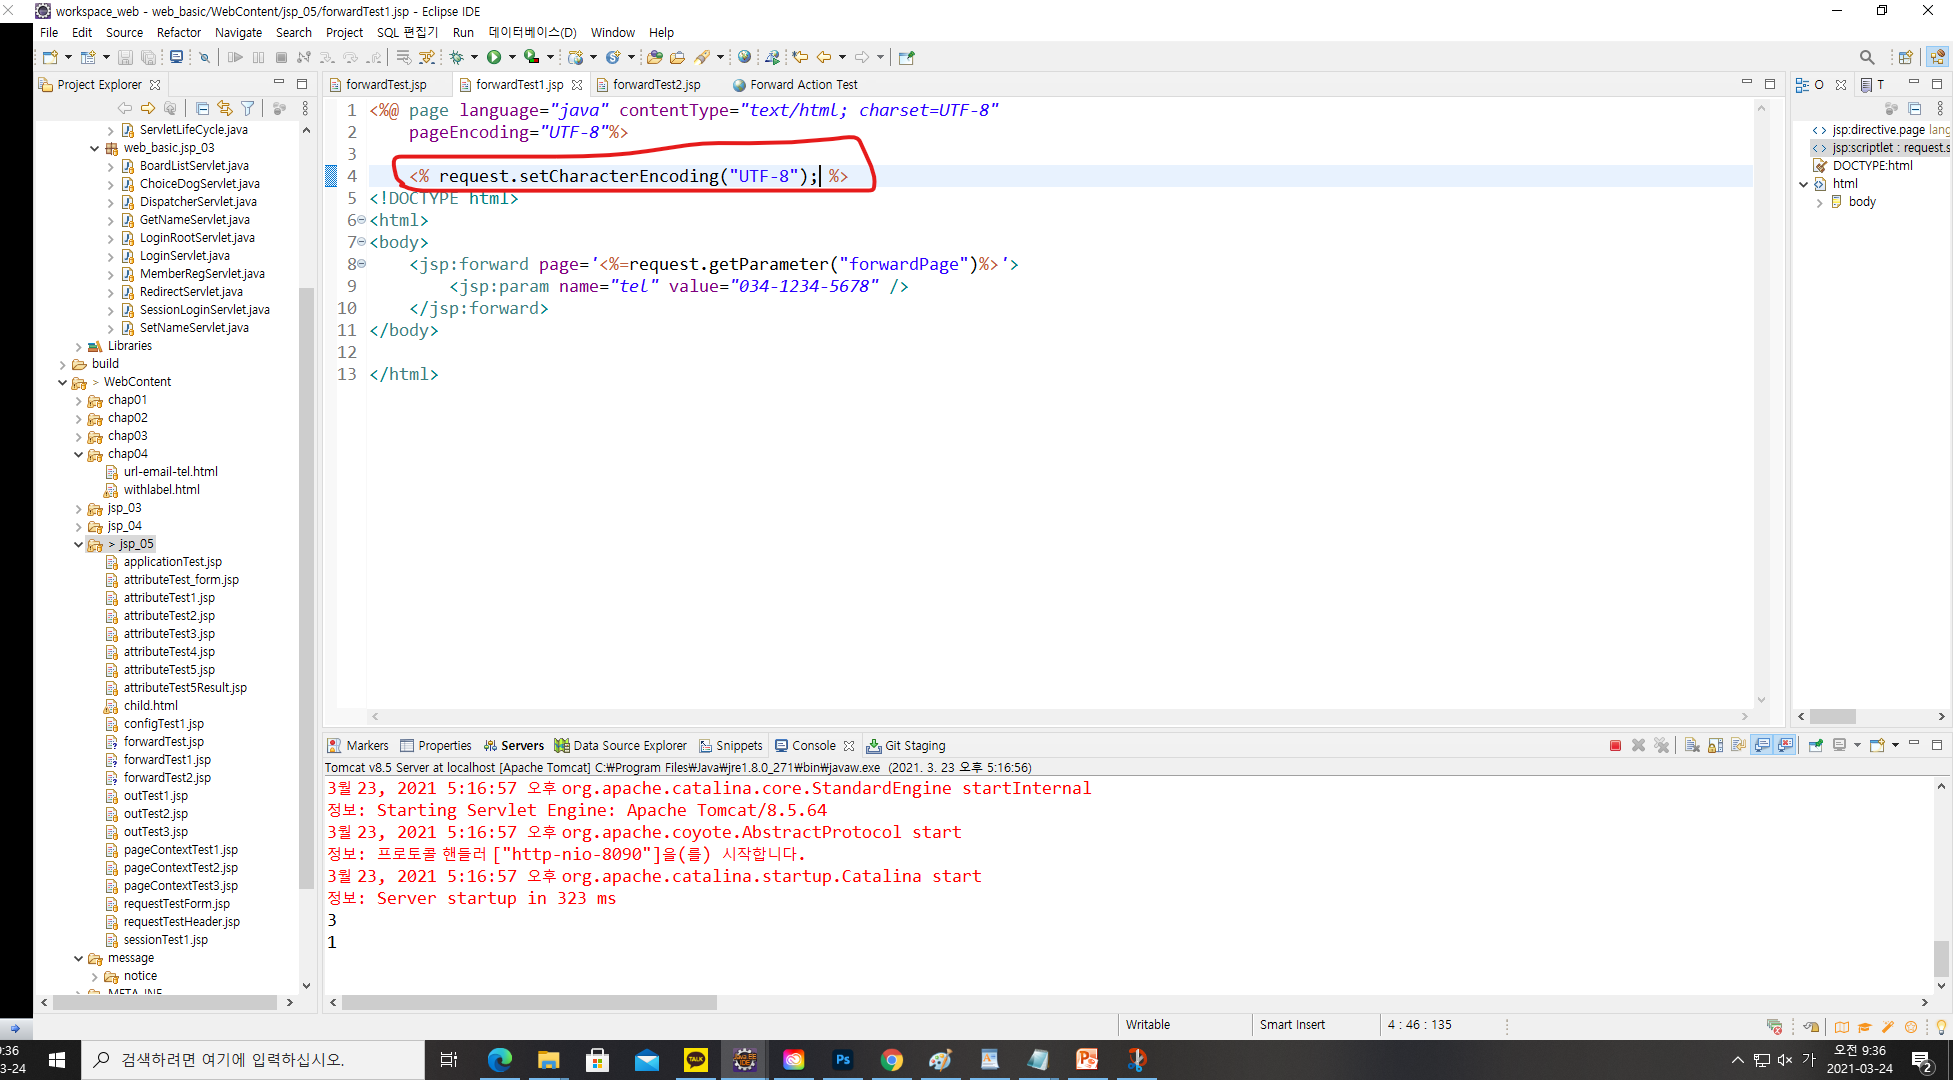 workspace_web - web_basic/WebContent/jsp_05/forwardTest1.jsp - Eclipse IDE
File Edit Source Refactor Navigate Search Project SQL 편집기 Run 데이터베이스(D) Window Help
Project Explorer
forwardTest.jsp forwardTest1.jsp forwardTest2.jsp Forward Action Test
O T
ServletLifeCycle.java
web_basic.jsp_03
BoardListServlet.java
ChoiceDogServlet.java
DispatcherServlet.java
GetNameServlet.java
LoginRootServlet.java
LoginServlet.java
MemberRegServlet.java
RedirectServlet.java
SessionLoginServlet.java
SetNameServlet.java
Libraries
build
> WebContent
chap01
chap02
chap03
chap04
url-email-tel.html
withlabel.html
jsp_03
jsp_04
> jsp_05
applicationTest.jsp
attributeTest_form.jsp
attributeTest1.jsp
attributeTest2.jsp
attributeTest3.jsp
attributeTest4.jsp
attributeTest5.jsp
attributeTest5Result.jsp
child.html
configTest1.jsp
forwardTest.jsp
forwardTest1.jsp
forwardTest2.jsp
outTest1.jsp
outTest2.jsp
outTest3.jsp
pageContextTest1.jsp
pageContextTest2.jsp
pageContextTest3.jsp
requestTestForm.jsp
requestTestHeader.jsp
sessionTest1.jsp
message
notice
META-INF
1 <%@ page language="java" contentType="text/html; charset=UTF-8"
2 pageEncoding="UTF-8"%>
3
4 <% request.setCharacterEncoding("UTF-8"); %>
5 <!DOCTYPE html>
6 <html>
7 <body>
8 <jsp:forward page='<%=request.getParameter("forwardPage")%>'>
9 <jsp:param name="tel" value="034-1234-5678" />
10 </jsp:forward>
11 </body>
12
13 </html>
jsp:directive.page lang
jsp:scriptlet : request.s
DOCTYPE:html
html
body
Markers Properties Servers Data Source Explorer Snippets Console Git Staging
Tomcat v8.5 Server at localhost [Apache Tomcat] C:₩Program Files₩Java₩jre1.8.0_271₩bin₩javaw.exe (2021. 3. 23 오후 5:16:56)
3월 23, 2021 5:16:57 오후 org.apache.catalina.core.StandardEngine startInternal
정보: Starting Servlet Engine: Apache Tomcat/8.5.64
3월 23, 2021 5:16:57 오후 org.apache.coyote.AbstractProtocol start
정보: 프로토콜 핸들러 ["http-nio-8090"]을(를) 시작합니다.
3월 23, 2021 5:16:57 오후 org.apache.catalina.startup.Catalina start
정보: Server startup in 323 ms
3
1
Writable Smart Insert 4 : 46 : 135
:36
3-24
검색하려면 여기에 입력하십시오.
TALK
Ps
가
오전 9:36
2021-03-24
2